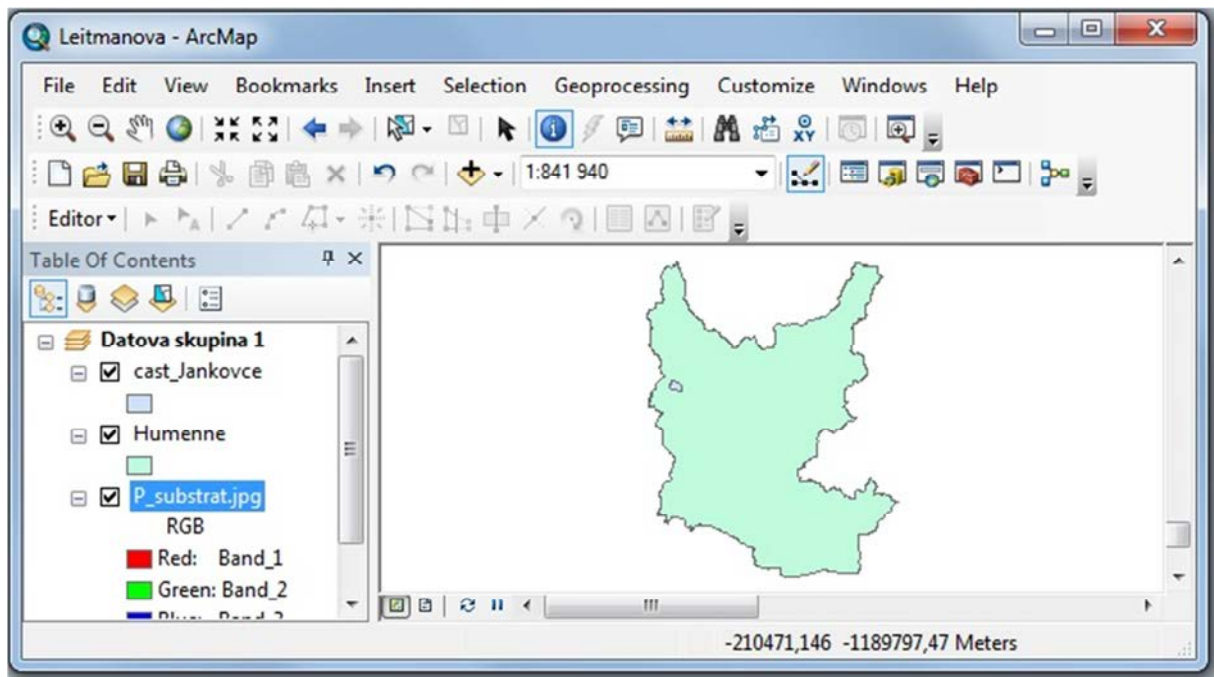 Leitmanova - ArcMap
File Edit View Bookmarks Insert Selection Geoprocessing Customize Windows Help
XY
1:841 940
Editor
Table Of Contents
Datova skupina 1
cast_Jankovce
Humenne
P_substrat.jpg
RGB
Red: Band_1
Green: Band_2
-210471,146 -1189797,47 Meters